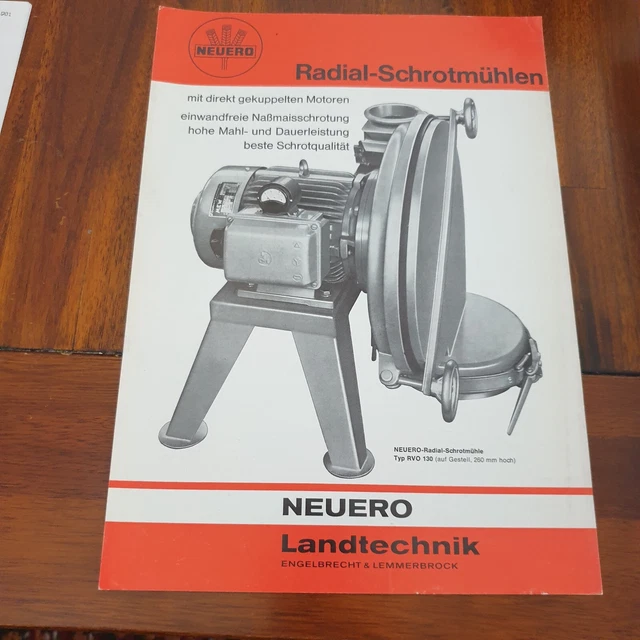 NEUERO
Radial-Schrotmühlen
mit direkt gekuppelten Motoren
einwandfreie Naßmaisschrotung
hohe Mahl- und Dauerleistung
beste Schrotqualität
NEUERO-Radial-Schrotmühle
Typ RVO 130 (auf Gestell, 260 mm hoch)
NEUERO
Landtechnik
ENGELBRECHT & LEMMERBROCK